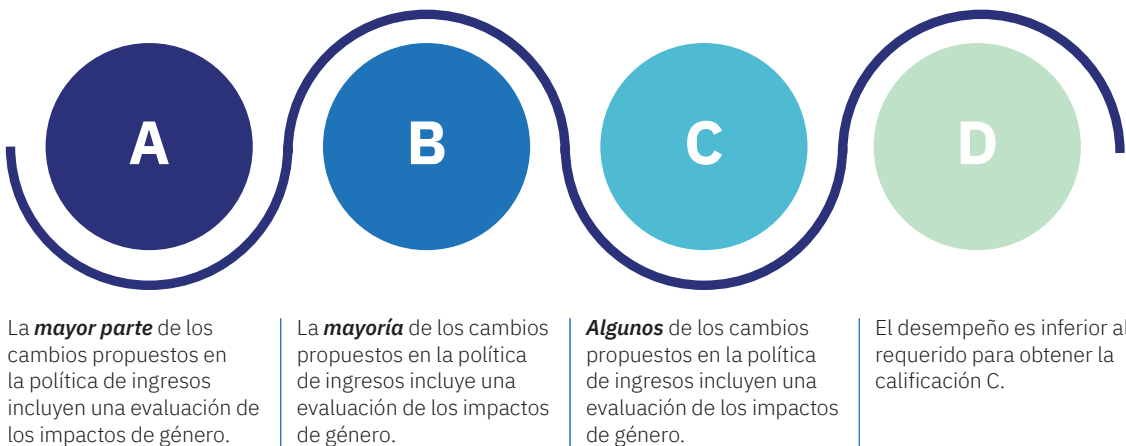 A
B
C
D
La mayor parte de los
cambios propuestos en
la política de ingresos
incluyen una evaluación de
los impactos de género.
La mayoría de los cambios
propuestos en la política
de ingresos incluye una
evaluación de los impactos
de género.
Algunos de los cambios
propuestos en la política
de ingresos incluyen una
evaluación de los impactos
de género.
El desempeño es inferior al
requerido para obtener la
calificación C.